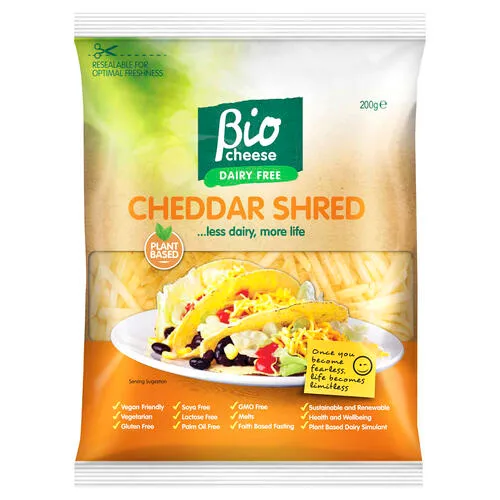 RESEALABLE FOR
OPTIMAL FRESHNESS
200g℮
Bio
cheese
DAIRY FREE
CHEDDAR SHRED
...less dairy, more life
PLANT
BASED
Once you
become
fearless,
life becomes
limitless
Serving Suggestion
Vegan Friendly
Vegetarian
Gluten Free
Soya Free
Lactose Free
Palm Oil Free
GMO Free
Melts
Faith Based Fasting
Sustainable and Renewable
Health and Wellbeing
Plant Based Dairy Simulant